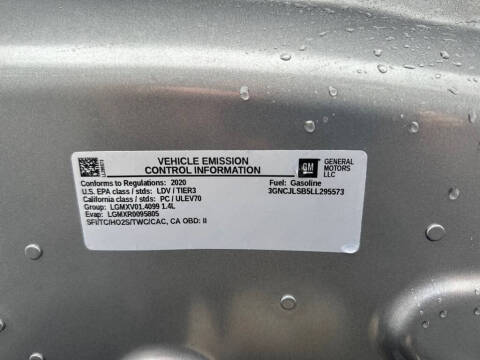 VEHICLE EMISSION
CONTROL INFORMATION
GM
GENERAL
MOTORS
LLC
Conforms to Regulations: 2020
Fuel: Gasoline
U.S. EPA class / stds: LDV / TIER3
3GNCJLSB5LL295573
California class / stds: PC / ULEV70
Group: LGMXV01.4099 1.4L
Evap: LGMXR0095805
SFI/TC/HO2S/TWC/CAC, CA OBD: II